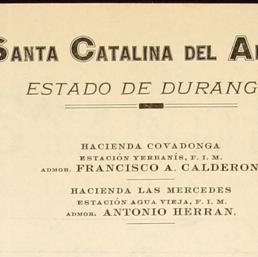 SANTA CATALINA DEL A
ESTADO DE DURANG
HACIENDA COVADONGA
ESTACIÓN YERBANÍS, F. I. M.
ADMOR. FRANCISCO A. CALDERON
HACIENDA LAS MERCEDES
ESTACIÓN AGUA VIEJA, F. I. M.
ADMOR. ANTONIO HERRAN.